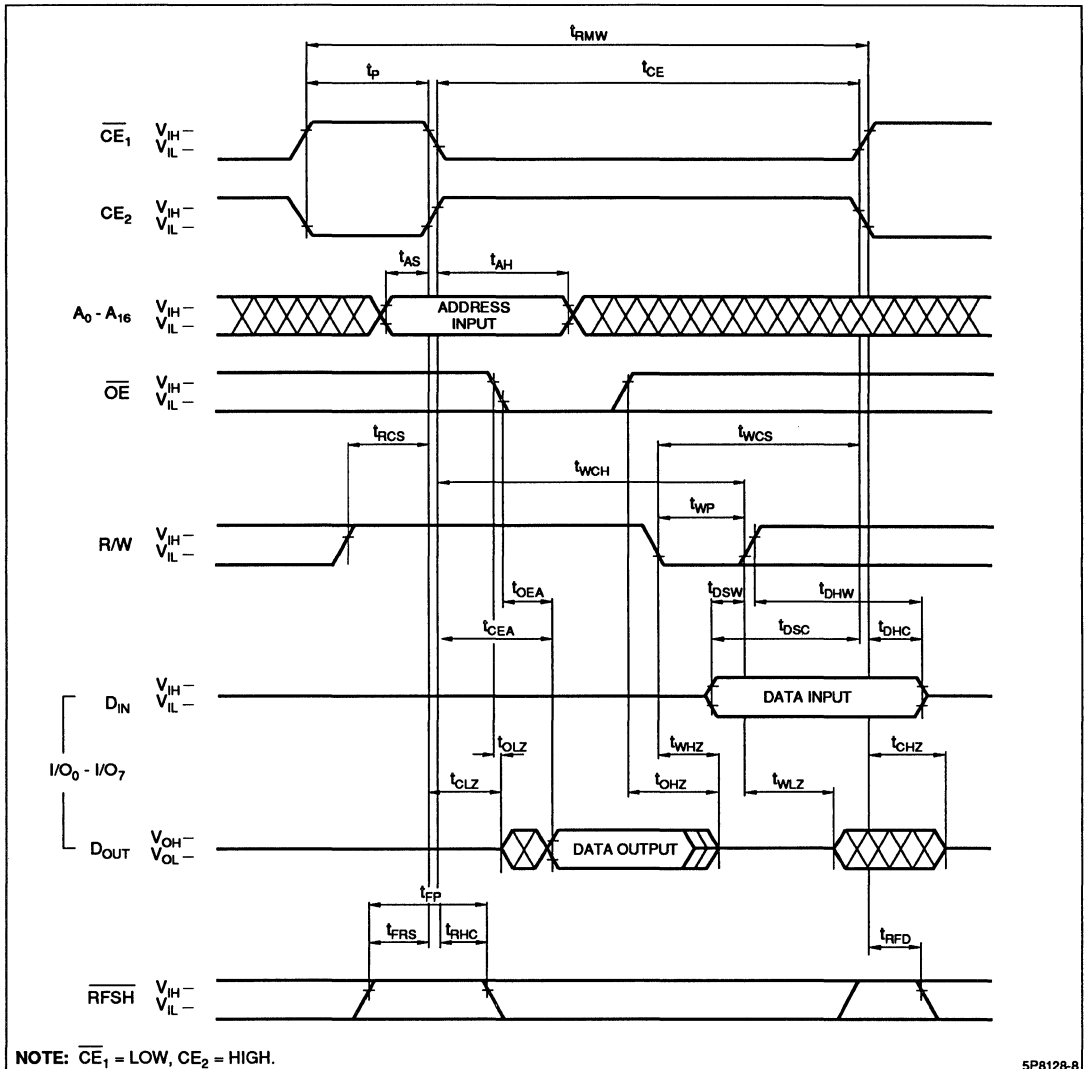 tRMW
tP
tCE
CE1 VIH
VIL
CE2 VIH
VIL
tAS
tAH
A0 - A16 VIH
VIL
ADDRESS
INPUT
OE VIH
VIL
tRCS
tWCS
tWCH
tWP
R/W VIH
VIL
tOEA
tDSW
tDHW
tCEA
tDSC
tDHC
DIN VIH
VIL
DATA INPUT
tOLZ
tWHZ
tCHZ
I/O0 - I/O7
tCLZ
tOHZ
tWLZ
DOUT VOH
VOL
DATA OUTPUT
tFP
tFRS
tRHC
tRFD
RFSH VIH
VIL
NOTE: CE1 = LOW, CE2 = HIGH.
5P8128-8